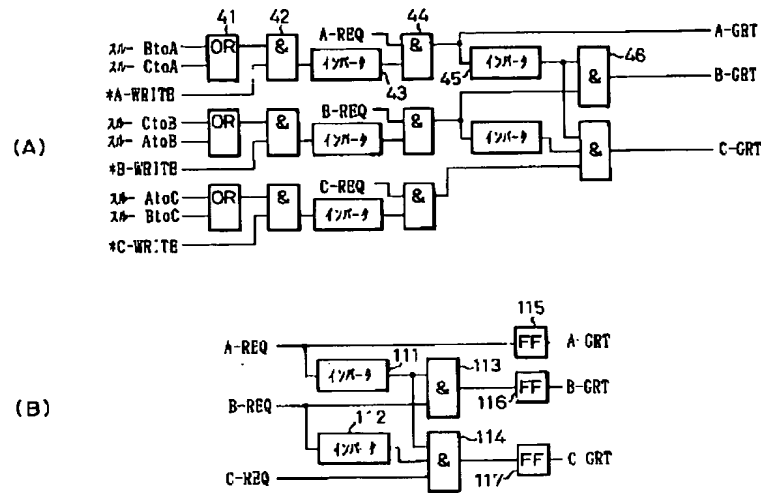 (A)
41
42
44
46
スルー BtoA
スルー CtoA
OR
&
A-REQ
インバータ
43
&
45
インバータ
&
A-GRT
B-GRT
*A-WRITE
スルー CtoB
スルー AtoB
OR
&
B-REQ
インバータ
&
インバータ
&
C-GRT
*B-WRITE
スルー AtoC
スルー BtoC
OR
&
C-REQ
インバータ
&
*C-WRITE
(B)
A-REQ
115
FF
A-GRT
インバータ
111
113
&
116
FF
B-GRT
B-REQ
112
インバータ
114
&
117
FF
C GRT
C-REQ